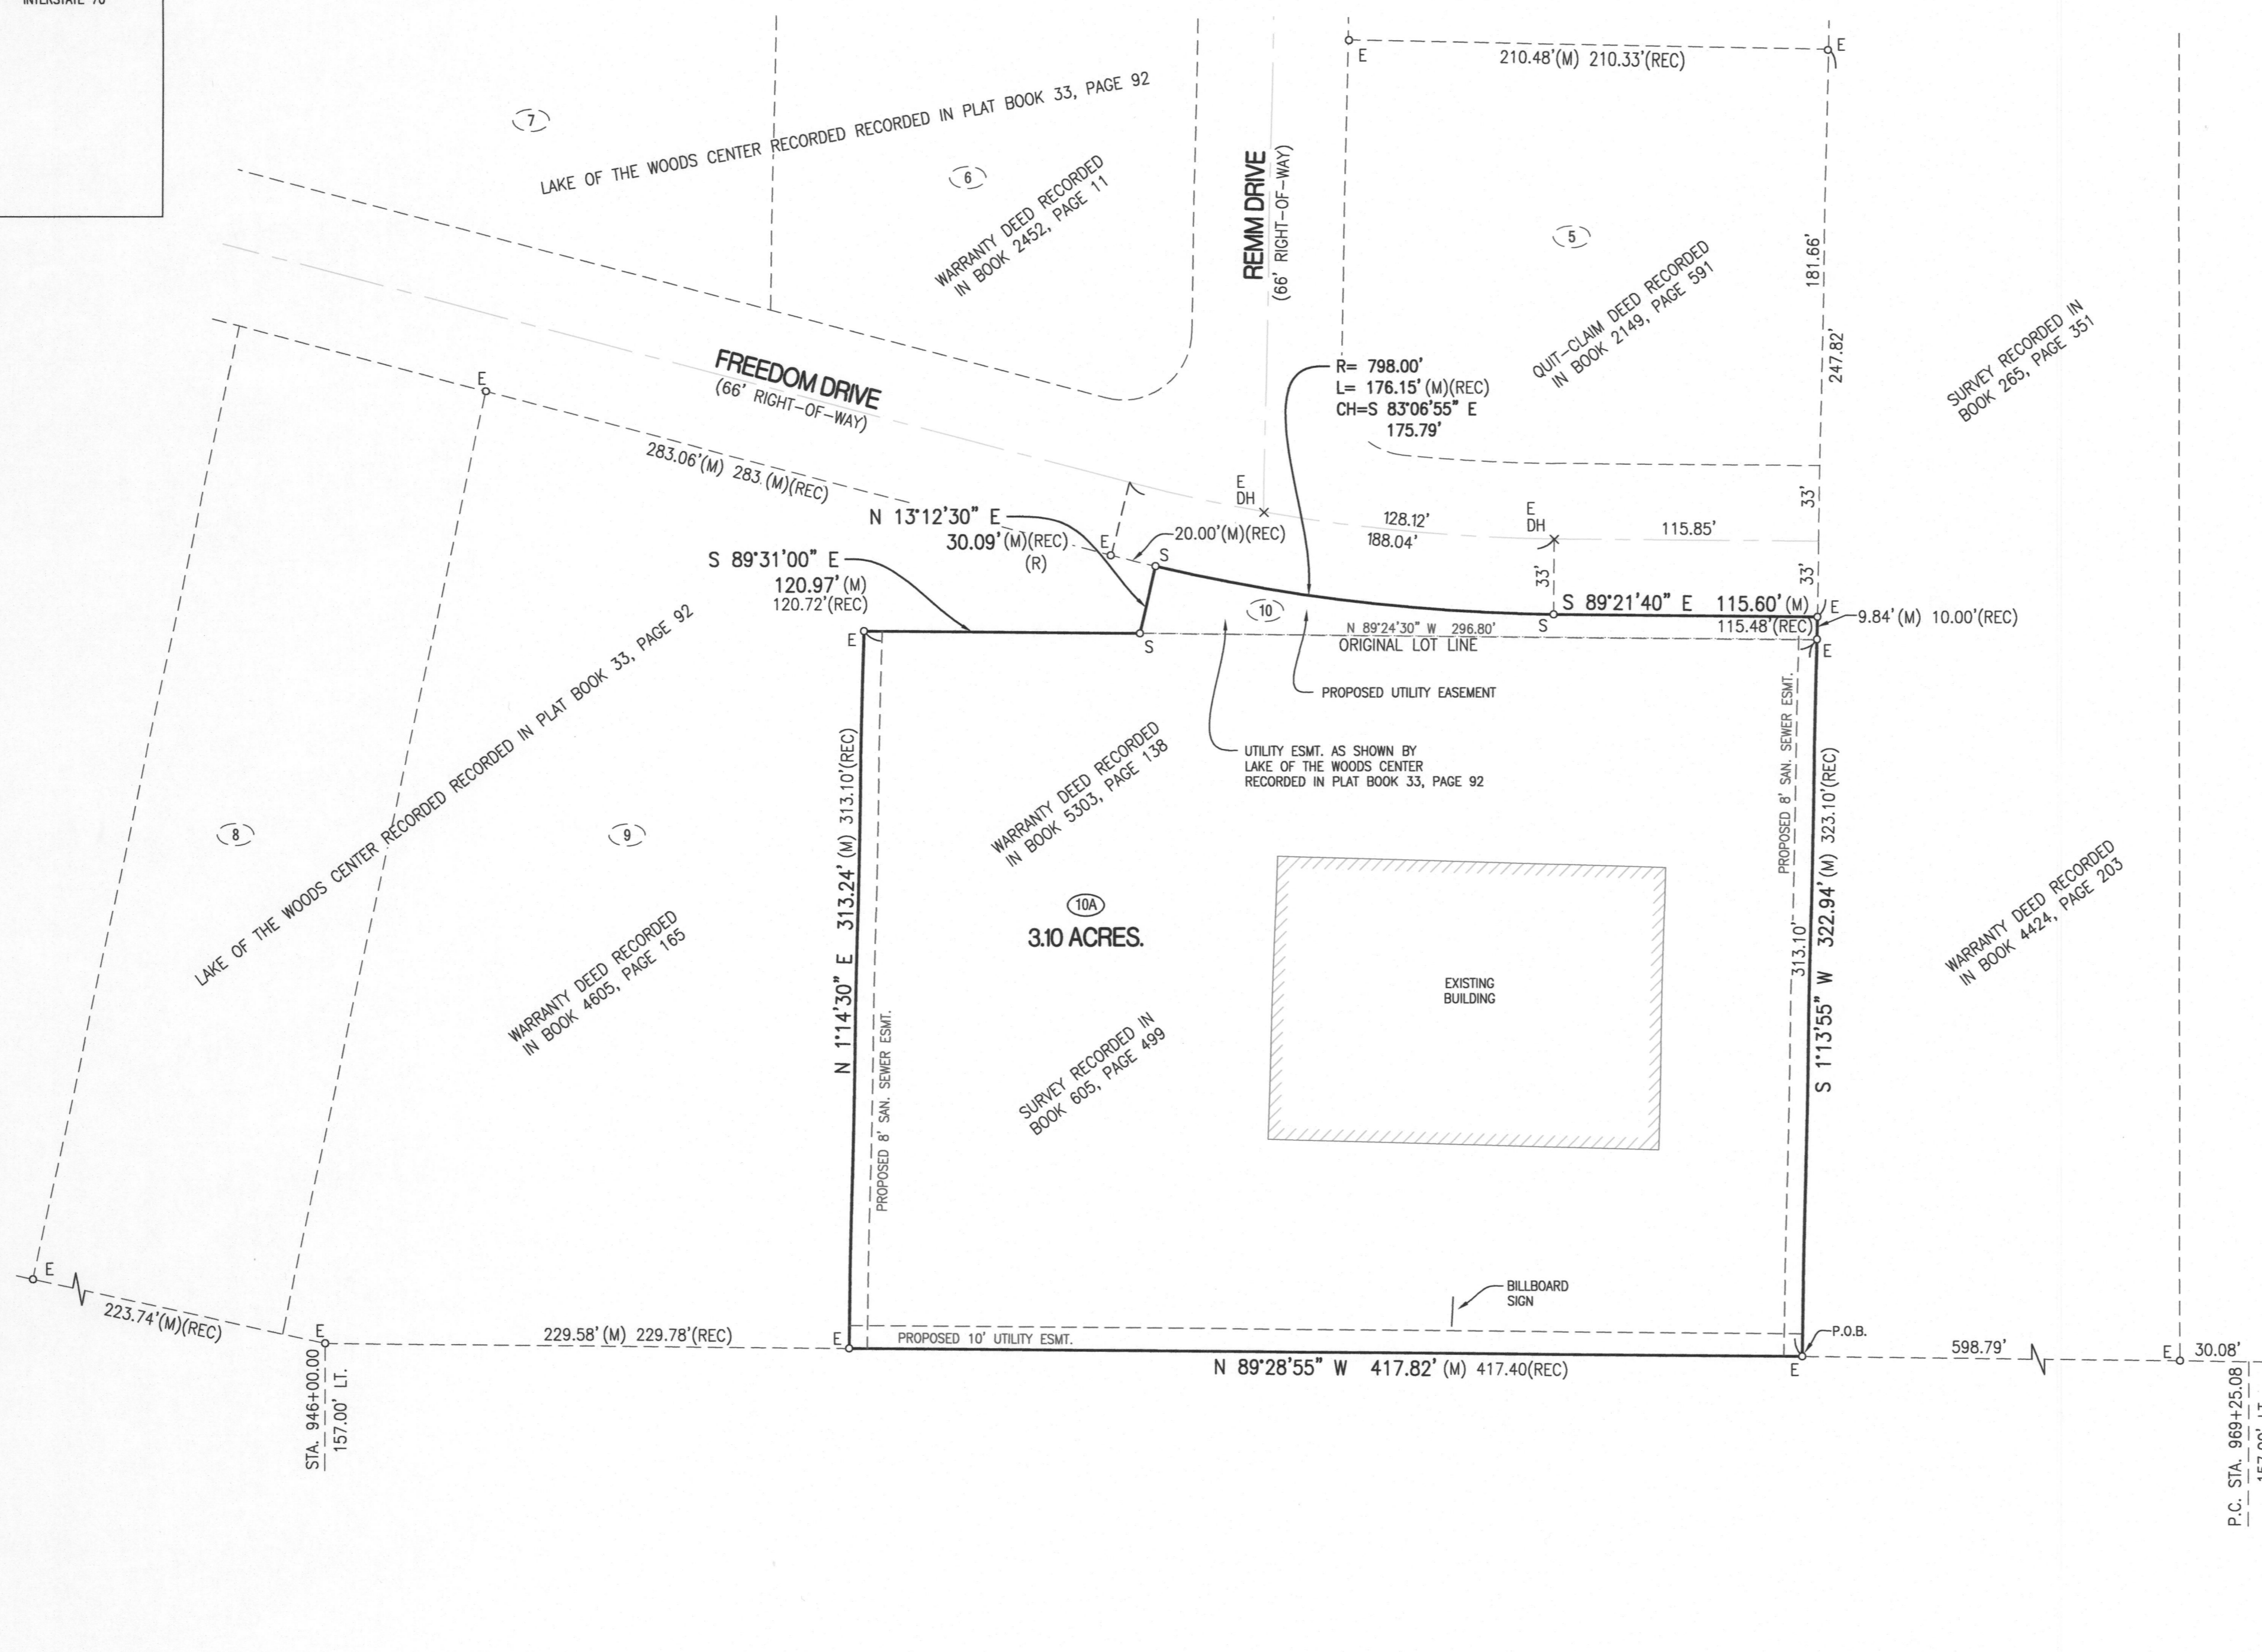 INTERSTATE 70
210.48'(M) 210.33'(REC)
E
E
7
LAKE OF THE WOODS CENTER RECORDED RECORDED IN PLAT BOOK 33, PAGE 92
6
WARRANTY DEED RECORDED
IN BOOK 2452, PAGE 11
REMM DRIVE
(66' RIGHT-OF-WAY)
5
QUIT-CLAIM DEED RECORDED
IN BOOK 2149, PAGE 591
181.66'
247.82'
SURVEY RECORDED IN
BOOK 265, PAGE 351
FREEDOM DRIVE
(66' RIGHT-OF-WAY)
R= 798.00'
L= 176.15' (M)(REC)
CH=S 83°06'55" E
175.79'
E
283.06'(M) 283.(M)(REC)
E
DH
E
DH
128.12'
188.04'
115.85'
33'
33'
33'
N 13°12'30" E
30.09'(M)(REC)
(R)
E
20.00'(M)(REC)
S
S 89°31'00" E
120.97'(M)
120.72'(REC)
10
S 89°21'40" E 115.60'(M)
115.48'(REC)
E
9.84'(M) 10.00'(REC)
S
N 89°24'30" W 296.80'
ORIGINAL LOT LINE
E
S
E
PROPOSED UTILITY EASEMENT
UTILITY ESMT. AS SHOWN BY
LAKE OF THE WOODS CENTER
RECORDED IN PLAT BOOK 33, PAGE 92
LAKE OF THE WOODS CENTER RECORDED RECORDED IN PLAT BOOK 33, PAGE 92
8
9
WARRANTY DEED RECORDED
IN BOOK 4605, PAGE 165
N 1°14'30" E 313.24' (M) 313.10'(REC)
PROPOSED 8' SAN. SEWER ESMT.
WARRANTY DEED RECORDED
IN BOOK 5303, PAGE 138
10A
3.10 ACRES.
SURVEY RECORDED IN
BOOK 605, PAGE 499
EXISTING
BUILDING
PROPOSED 8' SAN. SEWER ESMT.
313.10'
S 1°13'55" W 322.94'(M) 323.10'(REC)
WARRANTY DEED RECORDED
IN BOOK 4424, PAGE 203
BILLBOARD
SIGN
E
223.74'(M)(REC)
E
229.58'(M) 229.78'(REC)
E
PROPOSED 10' UTILITY ESMT.
N 89°28'55" W 417.82' (M) 417.40(REC)
P.O.B.
E
598.79'
E
30.08'
STA. 946+00.00
157.00' LT.
P.C. STA. 969+25.08